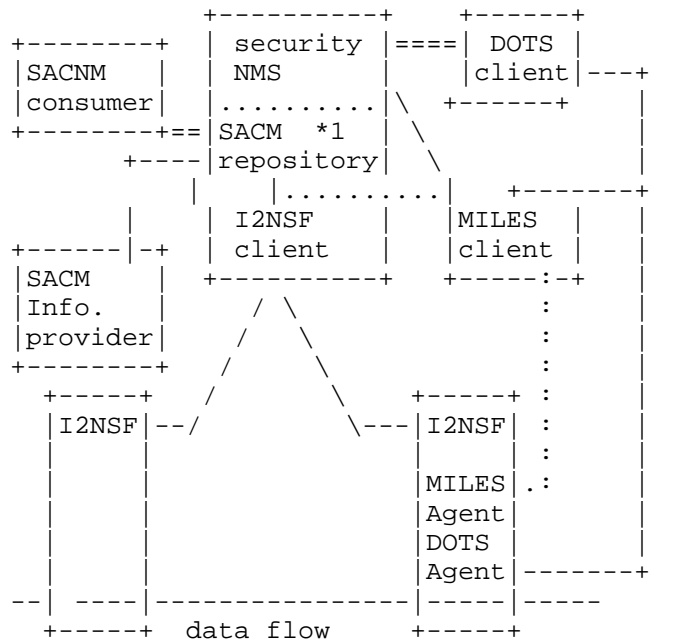 security DOTS
SACNM NMS client
consumer
SACM *1
repository
I2NSF MILES
client client
SACM
Info.
provider
I2NSF I2NSF
MILES
Agent
DOTS
Agent
data flow